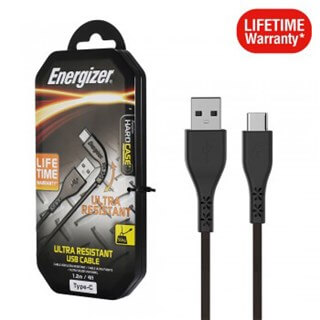 LIFETIME
Warranty*
Energizer
HARDCASE
LIFE
TIME
WARRANTY
ULTRA
RESISTANT
ULTRA RESISTANT
USB CABLE
1.2m / 4ft
Type-C